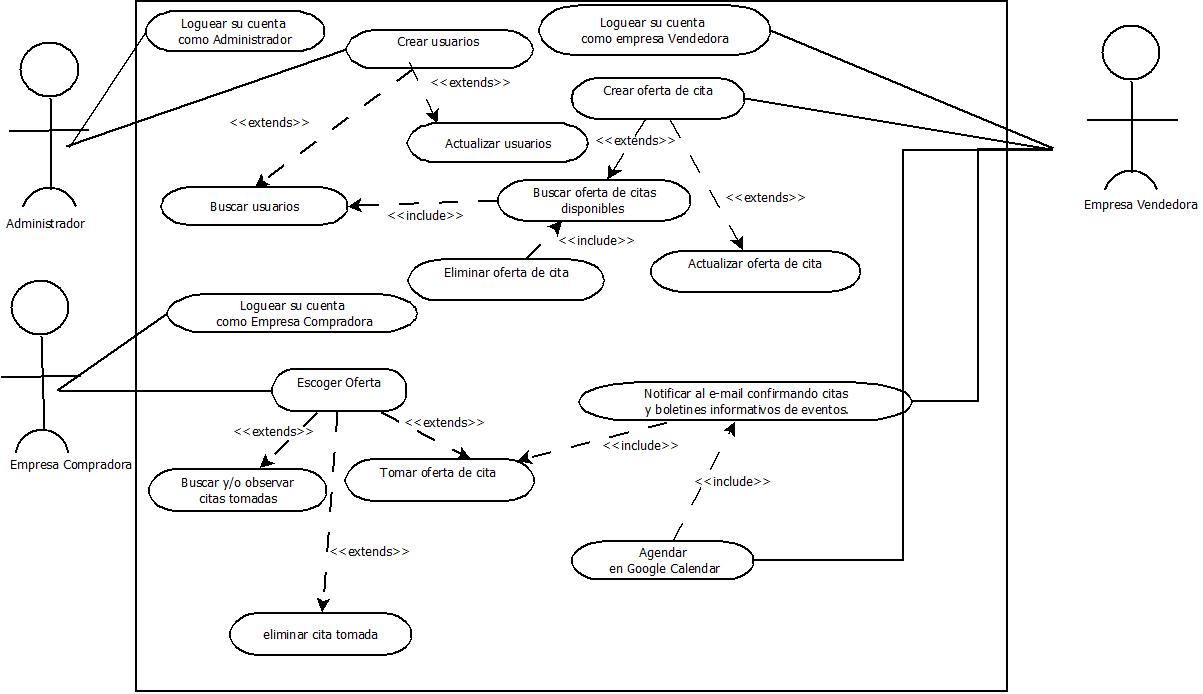 Loguear su cuenta
como Administrador
Crear usuarios
Loguear su cuenta
como empresa Vendedora
<<extends>>
Crear oferta de cita
<<extends>>
Actualizar usuarios
<<extends>>
Buscar usuarios
<<include>>
Buscar oferta de citas
disponibles
<<extends>>
Administrador
Empresa Vendedora
<<include>>
Eliminar oferta de cita
Actualizar oferta de cita
Loguear su cuenta
como Empresa Compradora
Escoger Oferta
Notificar al e-mail confirmando citas
y boletines informativos de eventos.
<<extends>>
<<extends>>
<<include>>
Empresa Compradora
Buscar y/o observar
citas tomadas
Tomar oferta de cita
<<include>>
<<extends>>
Agendar
en Google Calendar
eliminar cita tomada